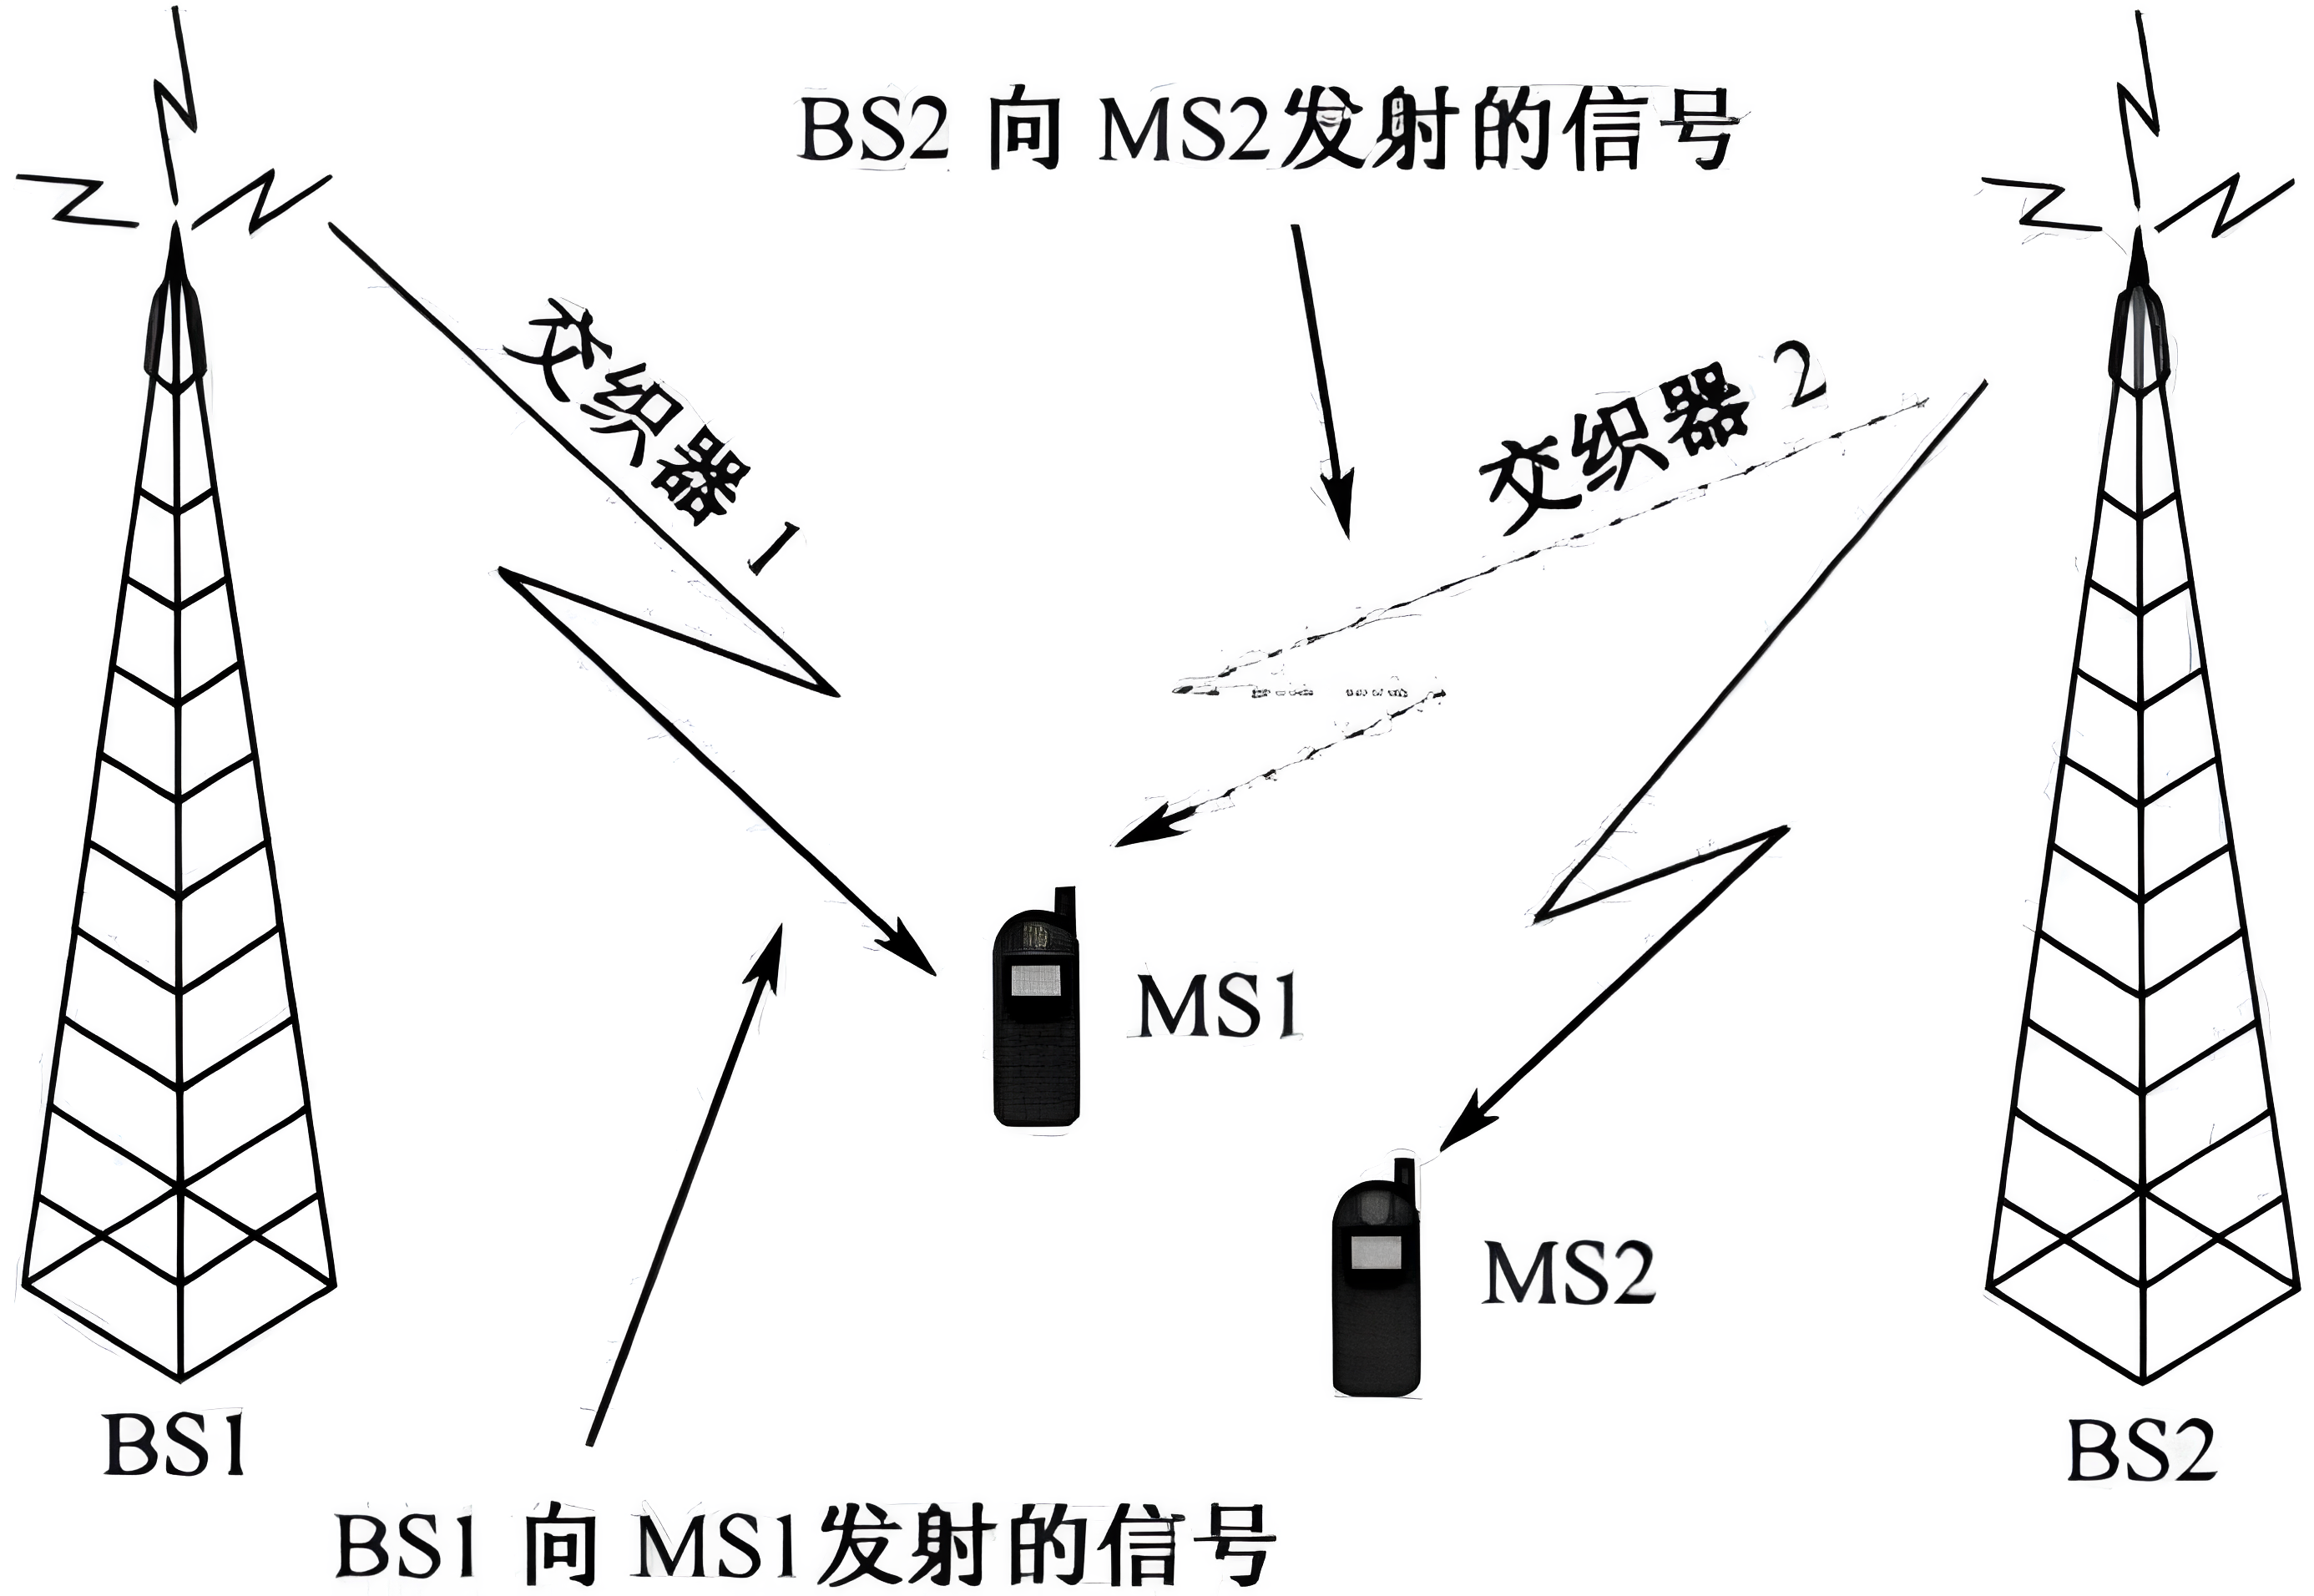 BS2 向 MS2发射的信号
交织器 1
交织器 2
MS1
MS2
BS1
BS2
BS1 向 MS1发射的信号